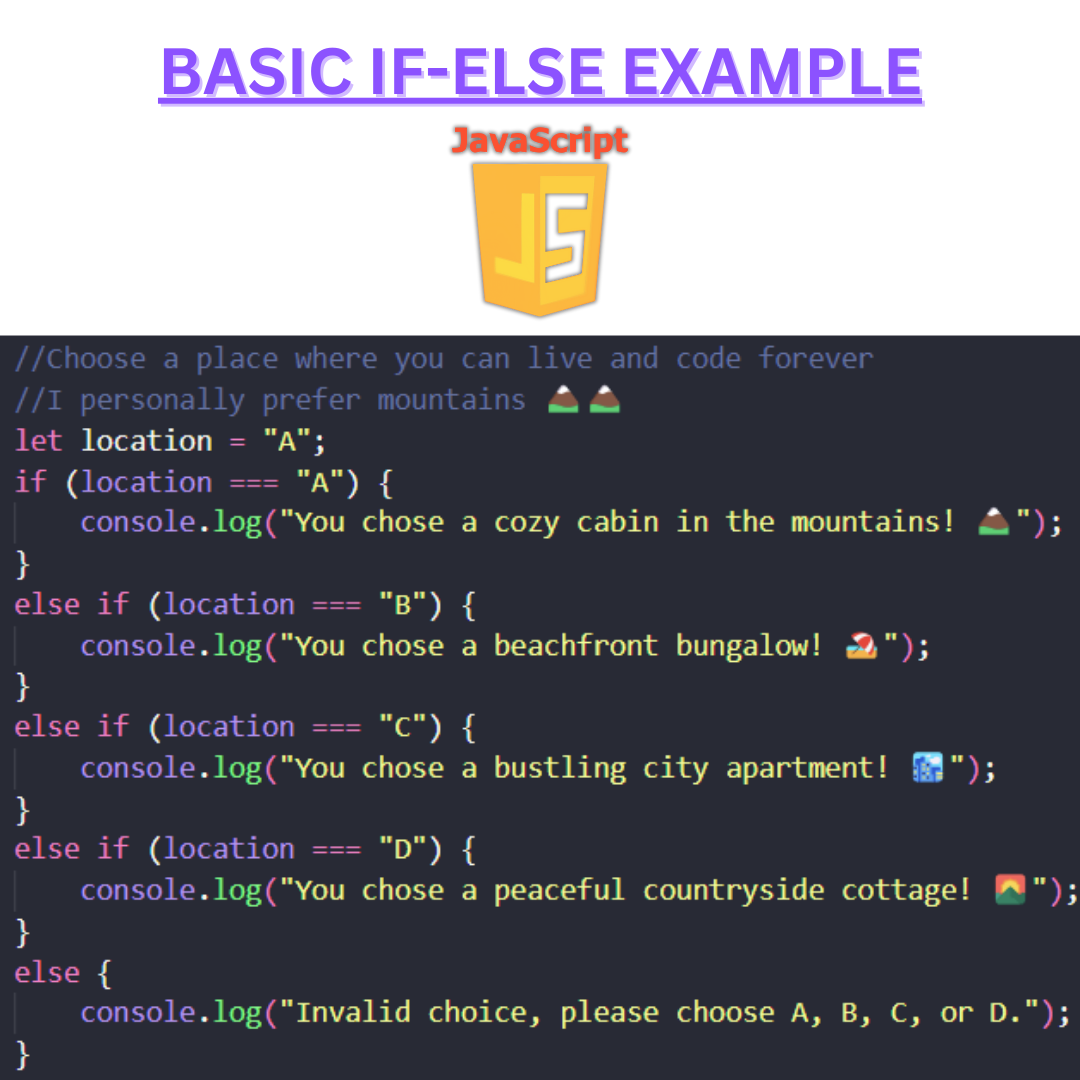 BASIC IF-ELSE EXAMPLE
JavaScript
JS
//Choose a place where you can live and code forever
//I personally prefer mountains 🏔️🏔️
let location = "A";
if (location === "A") {
    console.log("You chose a cozy cabin in the mountains! 🏔️");
}
else if (location === "B") {
    console.log("You chose a beachfront bungalow! 🏖️");
}
else if (location === "C") {
    console.log("You chose a bustling city apartment! 🏙️");
}
else if (location === "D") {
    console.log("You chose a peaceful countryside cottage! 🌄");
}
else {
    console.log("Invalid choice, please choose A, B, C, or D.");
}